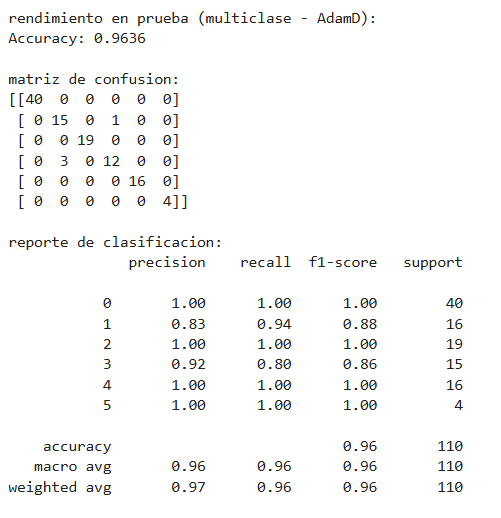 rendimiento en prueba (multiclase - AdamD):
Accuracy: 0.9636
matriz de confusion:
[[40  0  0  0  0  0]
 [ 0 15  0  1  0  0]
 [ 0  0 19  0  0  0]
 [ 0  3  0 12  0  0]
 [ 0  0  0  0 16  0]
 [ 0  0  0  0  0  4]]
reporte de clasificacion:
              precision    recall  f1-score   support
           0       1.00      1.00      1.00        40
           1       0.83      0.94      0.88        16
           2       1.00      1.00      1.00        19
           3       0.92      0.80      0.86        15
           4       1.00      1.00      1.00        16
           5       1.00      1.00      1.00         4
    accuracy                           0.96       110
   macro avg       0.96      0.96      0.96       110
weighted avg       0.97      0.96      0.96       110